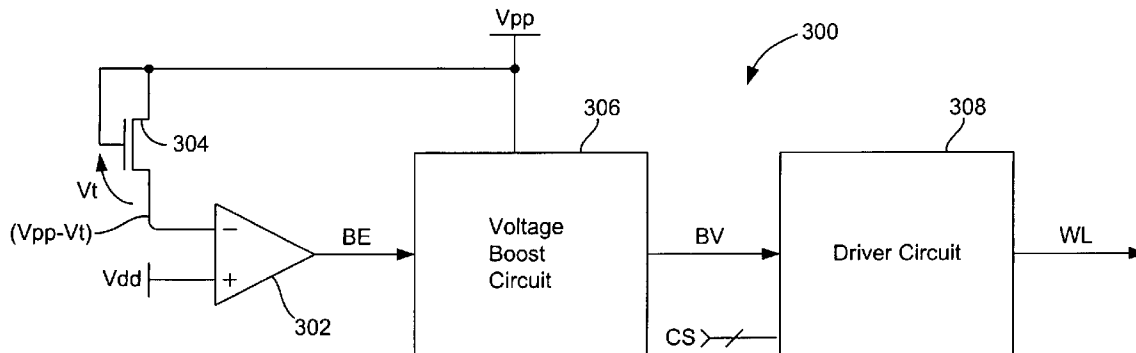 Vpp
300
304
306
308
Vt
(Vpp-Vt)
−
BE
Voltage
Boost
Circuit
BV
Driver Circuit
WL
Vdd
+
302
CS